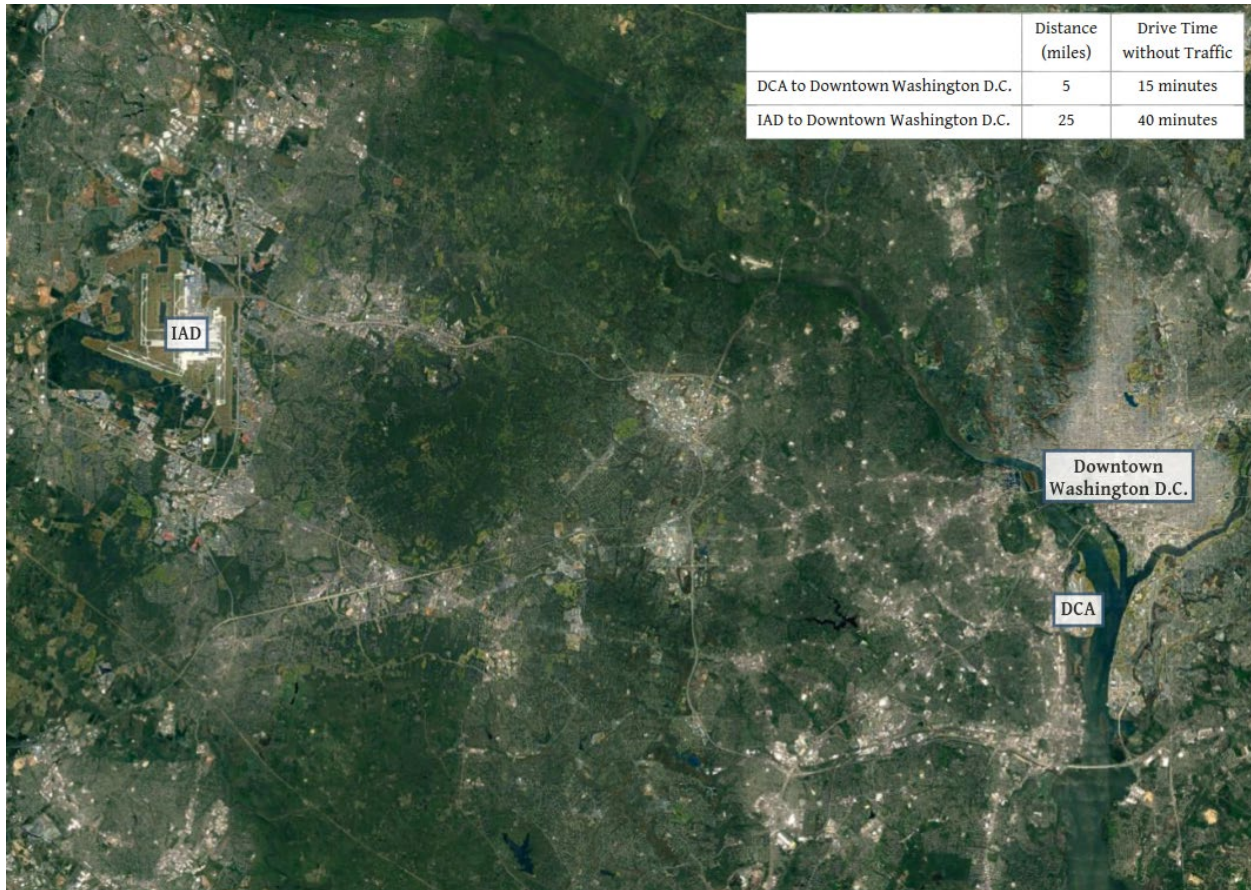 Distance (miles)
Drive Time without Traffic
DCA to Downtown Washington D.C. 5 15 minutes
IAD to Downtown Washington D.C. 25 40 minutes
IAD
Downtown
Washington D.C.
DCA